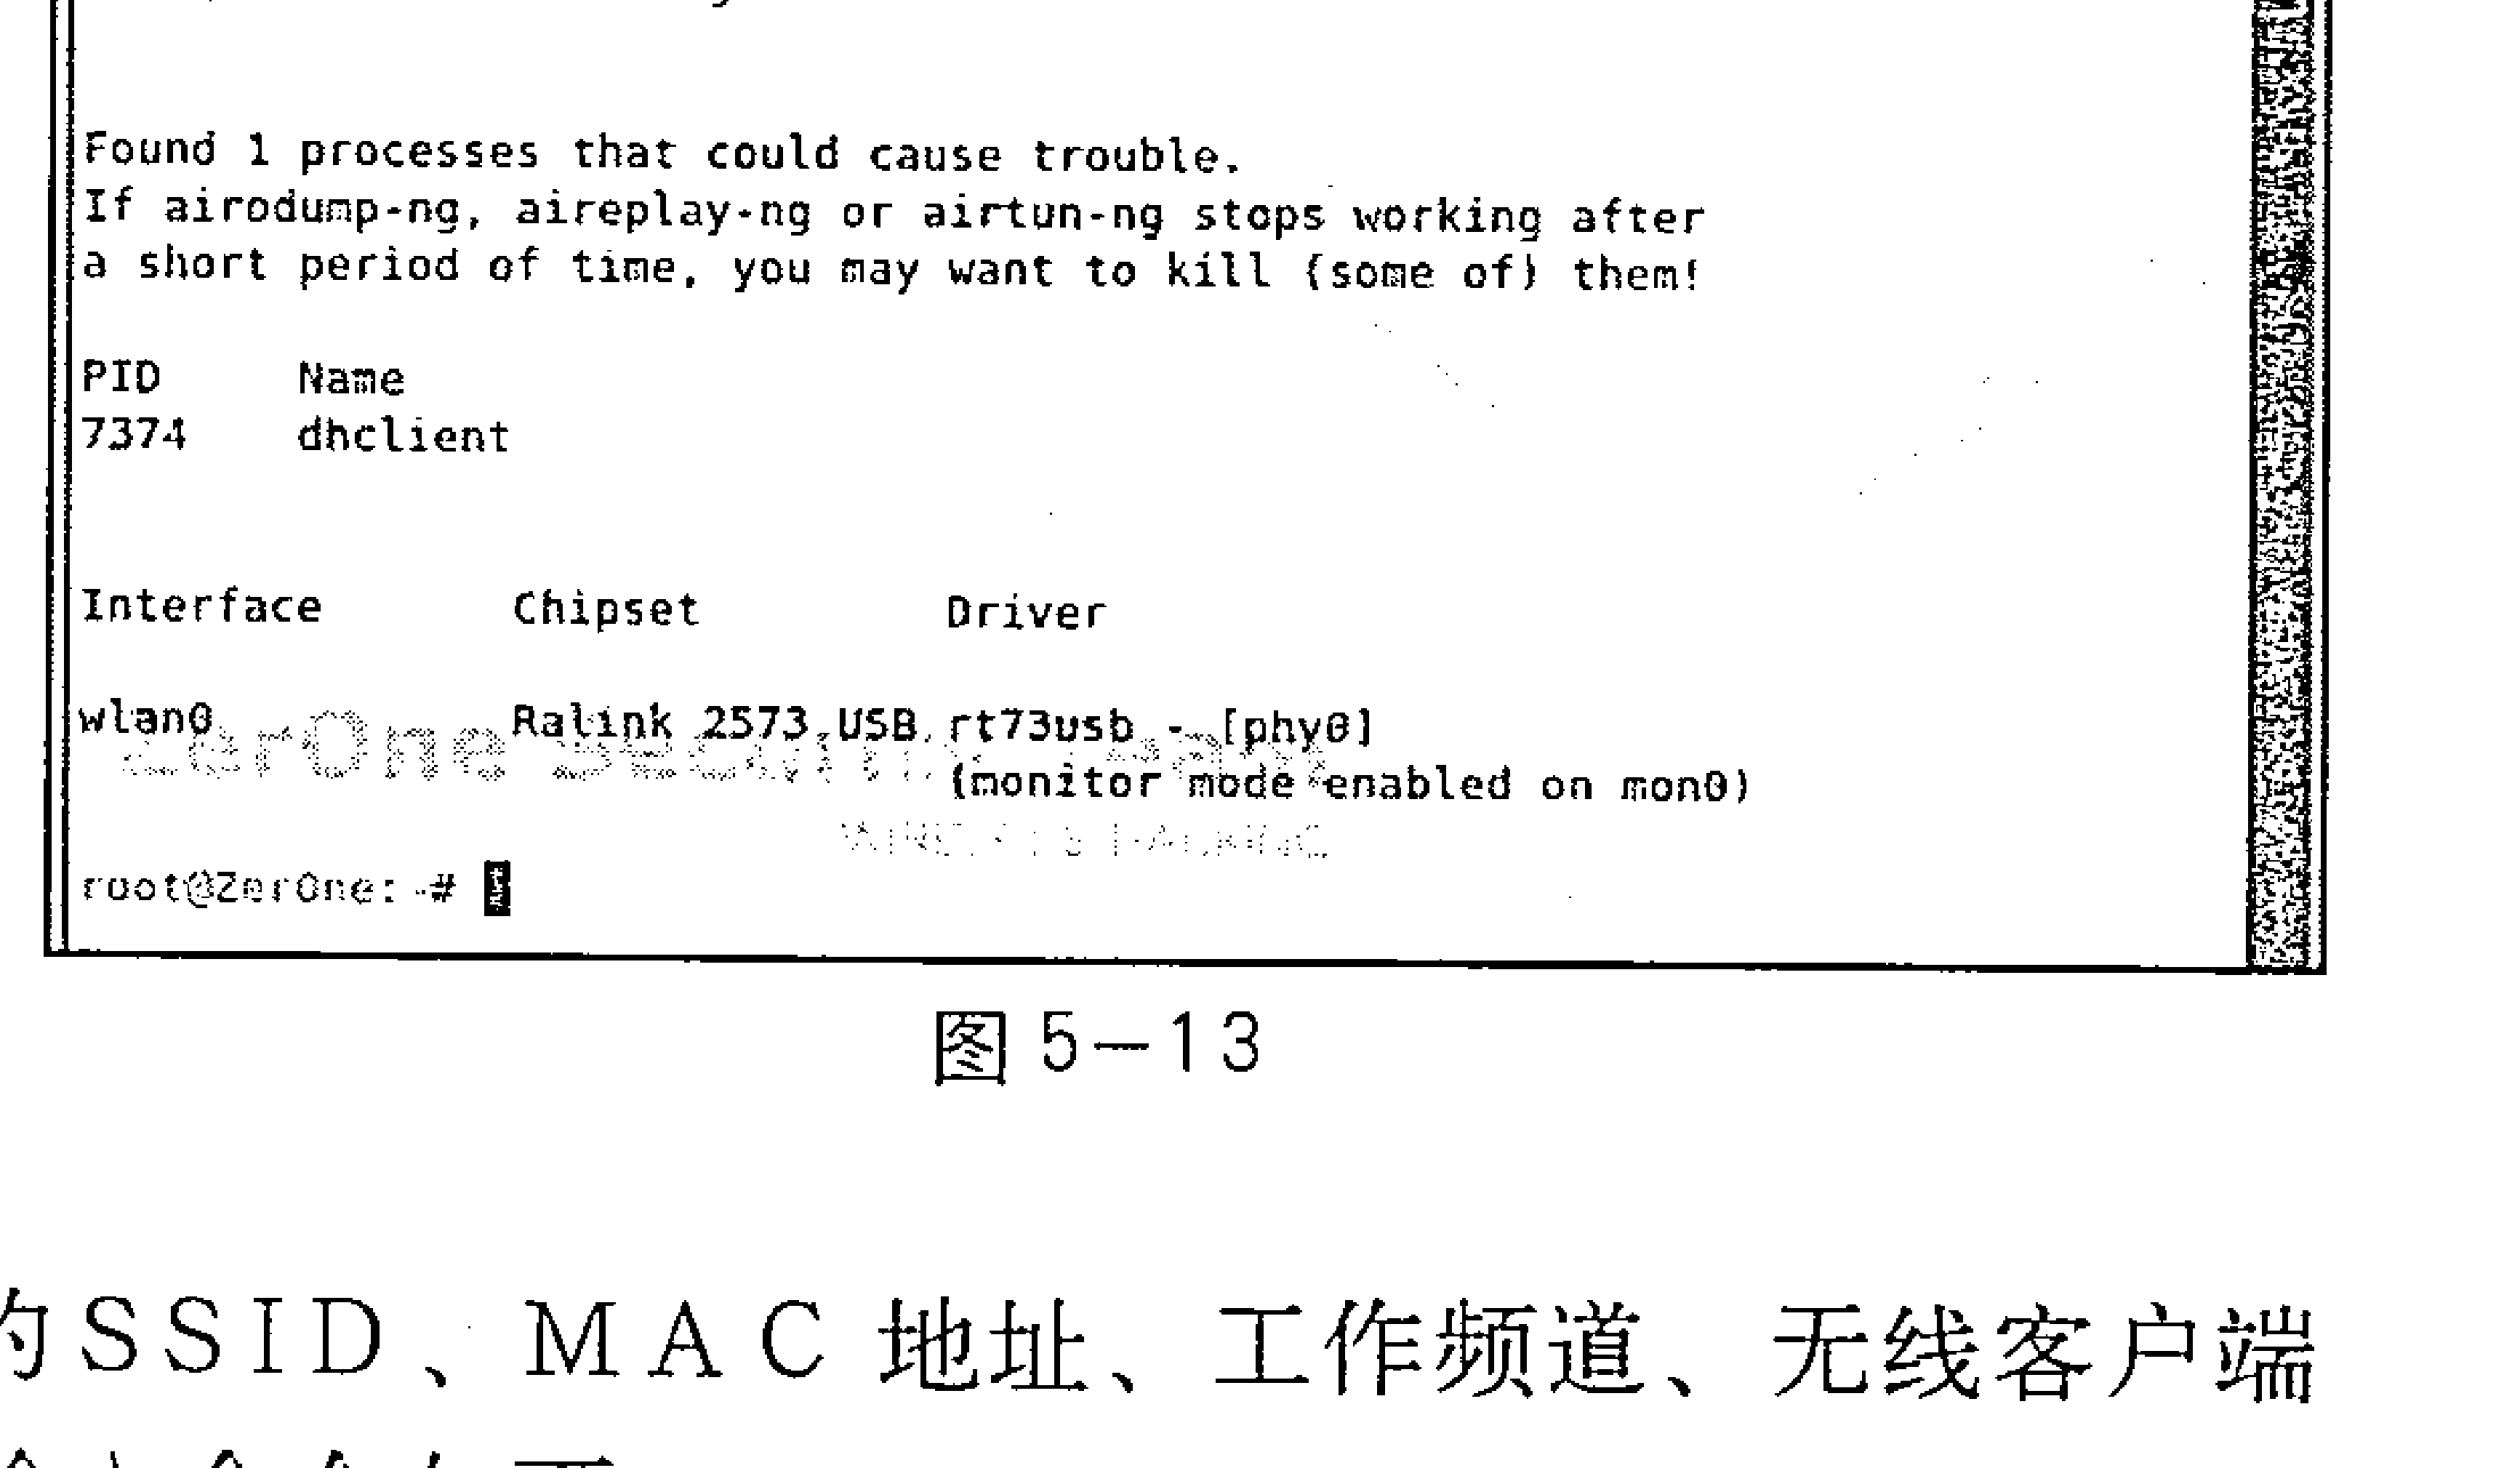 Found 1 processes that could cause trouble.
If airodump-ng, aireplay-ng or airtun-ng stops working after
a short period of time, you may want to kill (some of) them!
PID Name
7374 dhclient
Interface Chipset Driver
wlan0 Ralink 2573 USB rt73usb - [phy0]
ZerOne Security Team
(monitor mode enabled on mon0)
root@ZerOne:~#
图 5-13
的SSID、MAC 地址、工作频道、无线客户端